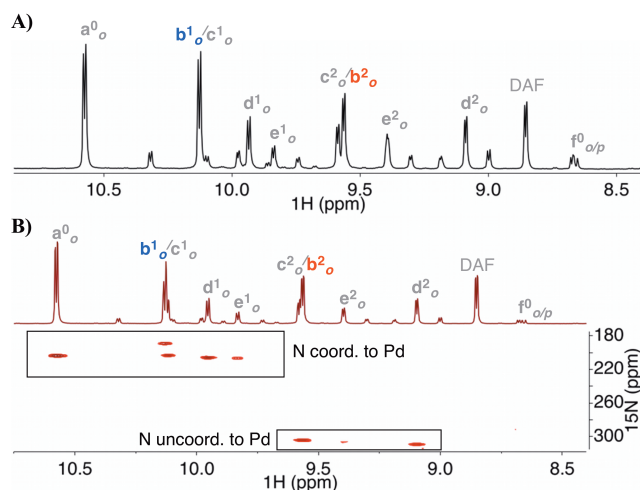 A)
a⁰ₒ
b¹ₒ/c¹ₒ
d¹ₒ
e¹ₒ
c²ₒ/b²ₒ
e²ₒ
d²ₒ
DAF
f⁰ₒ/ₚ
10.5 10.0 9.5 9.0 8.5
1H (ppm)
B)
a⁰ₒ
b¹ₒ/c¹ₒ
d¹ₒ
e¹ₒ
c²ₒ/b²ₒ
e²ₒ
d²ₒ
DAF
f⁰ₒ/ₚ
N coord. to Pd
N uncoord. to Pd
180
220
260
300
15N (ppm)
10.5 10.0 9.5 9.0 8.5
1H (ppm)